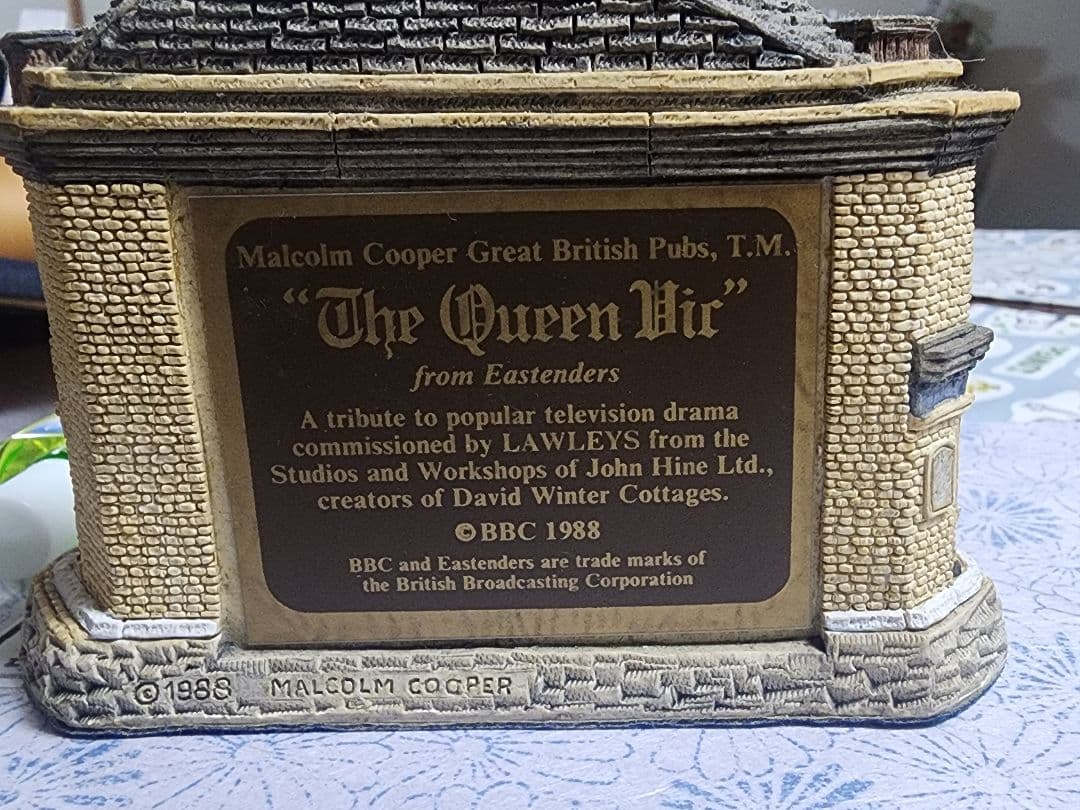 Malcolm Cooper Great British Pubs, T.M.
"The Queen Vic"
from Eastenders
A tribute to popular television drama
commissioned by LAWLEYS from the
Studios and Workshops of John Hine Ltd.,
creators of David Winter Cottages.
©BBC 1988
BBC and Eastenders are trade marks of
the British Broadcasting Corporation
©1988 MALCOLM COOPER